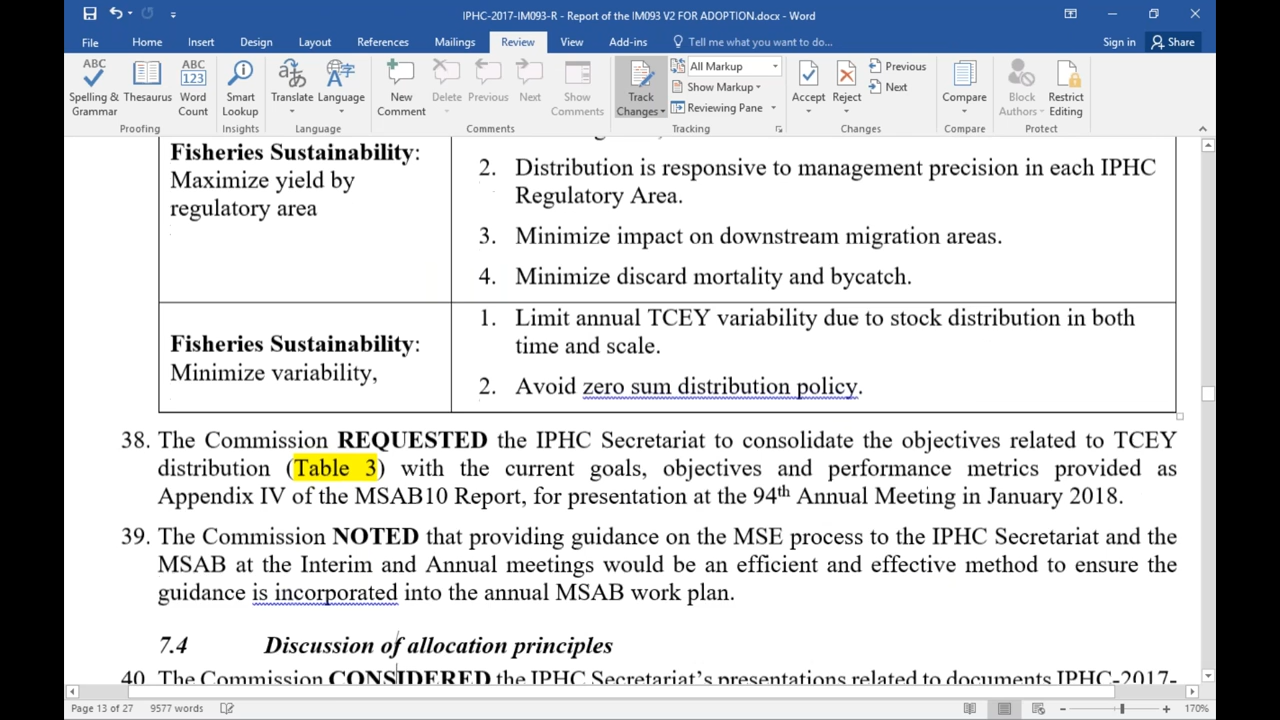 IPHC-2017-IM093-R - Report of the IM093 V2 FOR ADOPTION.docx - Word
File Home Insert Design Layout References Mailings Review View Add-ins Tell me what you want to do... Sign in Share
ABC ABC 123
Spelling & Grammar Thesaurus Word Count Smart Lookup Translate Language New Comment Delete Previous Next Show Comments Track Changes All Markup Show Markup Reviewing Pane Accept Reject Previous Next Compare Block Authors Restrict Editing
Proofing Insights Language Comments Tracking Changes Compare Protect
Fisheries Sustainability:
Maximize yield by
regulatory area
2. Distribution is responsive to management precision in each IPHC
Regulatory Area.
3. Minimize impact on downstream migration areas.
4. Minimize discard mortality and bycatch.
Fisheries Sustainability:
Minimize variability,
1. Limit annual TCEY variability due to stock distribution in both
time and scale.
2. Avoid zero sum distribution policy.
38. The Commission REQUESTED the IPHC Secretariat to consolidate the objectives related to TCEY
distribution (Table 3) with the current goals, objectives and performance metrics provided as
Appendix IV of the MSAB10 Report, for presentation at the 94th Annual Meeting in January 2018.
39. The Commission NOTED that providing guidance on the MSE process to the IPHC Secretariat and the
MSAB at the Interim and Annual meetings would be an efficient and effective method to ensure the
guidance is incorporated into the annual MSAB work plan.
7.4 Discussion of allocation principles
40. The Commission CONSIDERED the IPHC Secretariat's presentations related to documents IPHC-2017-
Page 13 of 27 9577 words 170%